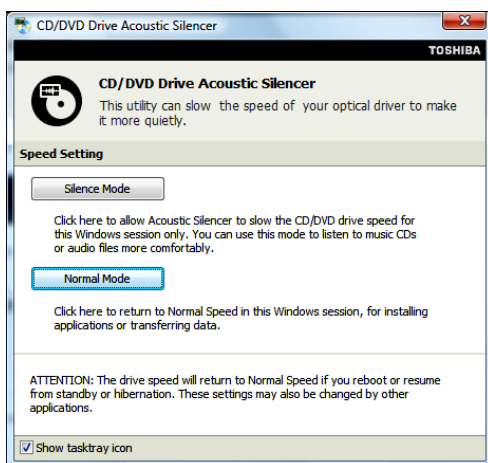 CD/DVD Drive Acoustic Silencer
TOSHIBA
CD/DVD Drive Acoustic Silencer
This utility can slow the speed of your optical driver to make
it more quietly.
Speed Setting
Silence Mode
Click here to allow Acoustic Silencer to slow the CD/DVD drive speed for
this Windows session only. You can use this mode to listen to music CDs
or audio files more comfortably.
Normal Mode
Click here to return to Normal Speed in this Windows session, for installing
applications or transferring data.
ATTENTION: The drive speed will return to Normal Speed if you reboot or resume
from standby or hibernation. These settings may also be changed by other
applications.
Show tasktray icon